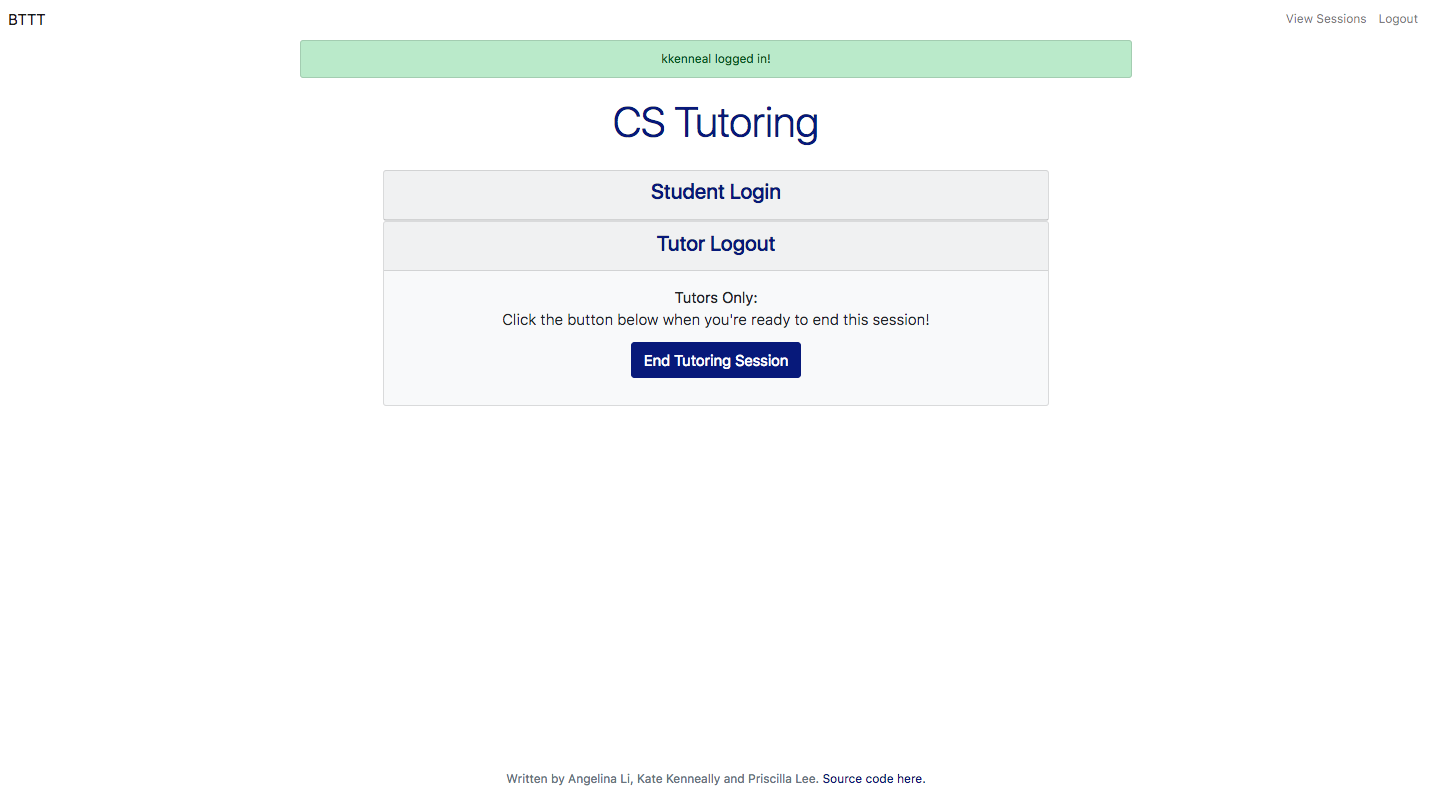 BTTT
View Sessions Logout
kkenneal logged in!
CS Tutoring
Student Login
Tutor Logout
Tutors Only:
Click the button below when you're ready to end this session!
End Tutoring Session
Written by Angelina Li, Kate Kenneally and Priscilla Lee. Source code here.